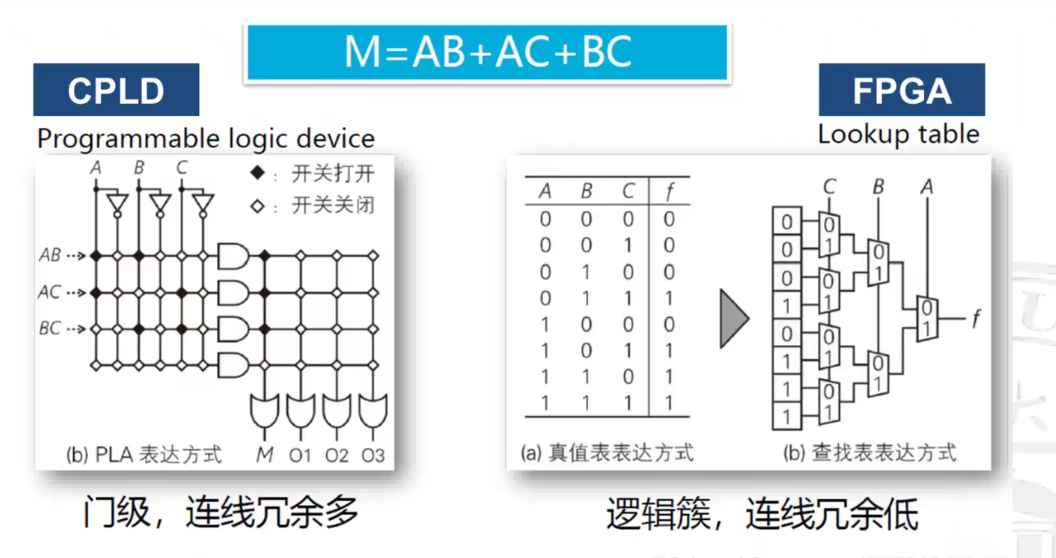 M=AB+AC+BC
CPLD
Programmable logic device
A B C
◆：开关打开
◇：开关关闭
AB
AC
BC
M O1 O2 O3
(b) PLA 表达方式
门级，连线冗余多
FPGA
Lookup table
A B C f
0 0 0 0
0 0 1 0
0 1 0 0
0 1 1 1
1 0 0 0
1 0 1 1
1 1 0 1
1 1 1 1
(a) 真值表表达方式
C B A
0
0
0
1
0
1
1
1
0
1
0
1
0
1
0
1
0
1
0
1
0
1
f
(b) 查找表表达方式
逻辑簇，连线冗余低